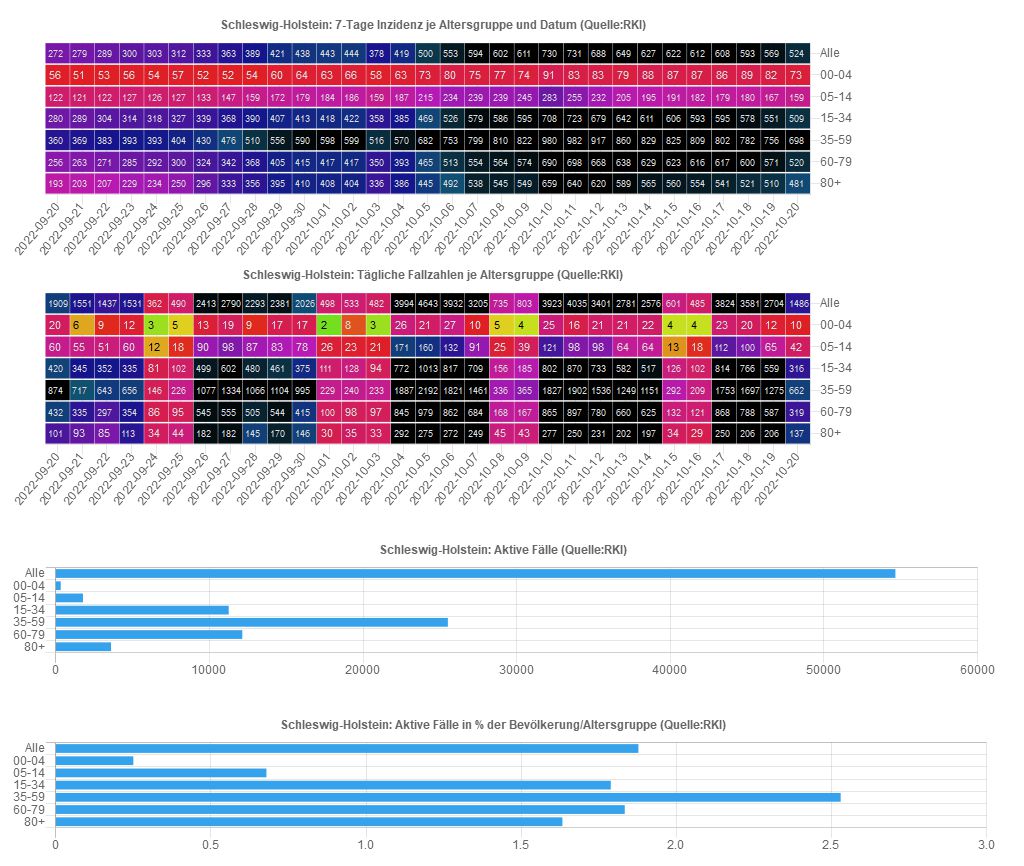 Schleswig-Holstein: 7-Tage Inzidenz je Altersgruppe und Datum (Quelle:RKI)
272 279 289 300 303 312 333 363 389 421 438 443 444 378 419 500 553 594 602 611 730 731 688 649 627 622 612 608 593 569 524 Alle
56 51 53 56 54 57 52 52 54 60 64 63 66 58 63 73 80 75 77 74 91 83 83 79 88 87 87 86 89 82 73 00-04
122 121 122 127 126 127 133 147 159 172 179 184 186 159 187 215 234 239 239 245 283 255 232 205 195 191 182 179 180 167 159 05-14
280 289 304 314 318 327 339 368 390 407 413 418 422 358 385 469 526 579 586 595 708 723 679 642 611 606 593 595 578 551 509 15-34
360 369 383 393 393 404 430 476 510 556 590 598 599 516 570 682 753 799 810 822 980 982 917 860 829 825 809 802 782 756 698 35-59
256 263 271 285 292 300 324 342 368 405 415 417 417 350 393 465 513 554 564 574 690 698 668 638 629 623 616 617 600 571 520 60-79
193 203 207 229 234 250 296 333 356 395 410 408 404 336 386 445 492 538 545 549 659 640 620 589 565 560 554 541 521 510 481 80+
2022-09-20 2022-09-21 2022-09-22 2022-09-23 2022-09-24 2022-09-25 2022-09-26 2022-09-27 2022-09-28 2022-09-29 2022-09-30 2022-10-01 2022-10-02 2022-10-03 2022-10-04 2022-10-05 2022-10-06 2022-10-07 2022-10-08 2022-10-09 2022-10-10 2022-10-11 2022-10-12 2022-10-13 2022-10-14 2022-10-15 2022-10-16 2022-10-17 2022-10-18 2022-10-19 2022-10-20
Schleswig-Holstein: Tägliche Fallzahlen je Altersgruppe (Quelle:RKI)
1909 1551 1437 1531 362 490 2413 2790 2293 2381 2026 498 533 482 3994 4643 3932 3205 735 803 3923 4035 3401 2781 2576 601 485 3824 3581 2704 1486 Alle
20 6 9 12 3 5 13 19 9 17 17 2 8 3 26 21 27 10 5 4 25 16 21 21 22 4 4 23 20 12 10 00-04
60 55 51 60 12 18 90 98 87 83 78 26 23 21 171 160 132 91 25 39 121 98 98 64 64 13 18 112 100 65 42 05-14
420 345 352 335 81 102 499 602 480 461 375 111 128 94 772 1013 817 709 156 185 802 870 733 582 517 126 102 814 766 559 316 15-34
874 717 643 656 146 226 1077 1334 1066 1104 995 229 240 233 1887 2192 1821 1461 336 365 1827 1902 1536 1249 1151 292 209 1753 1697 1275 662 35-59
432 335 297 354 86 95 545 555 505 544 415 100 98 97 845 979 862 684 168 167 865 897 780 660 625 132 121 868 788 587 319 60-79
101 93 85 113 34 44 182 182 145 170 146 30 35 33 292 275 272 249 45 43 277 250 231 202 197 34 29 250 206 206 137 80+
2022-09-20 2022-09-21 2022-09-22 2022-09-23 2022-09-24 2022-09-25 2022-09-26 2022-09-27 2022-09-28 2022-09-29 2022-09-30 2022-10-01 2022-10-02 2022-10-03 2022-10-04 2022-10-05 2022-10-06 2022-10-07 2022-10-08 2022-10-09 2022-10-10 2022-10-11 2022-10-12 2022-10-13 2022-10-14 2022-10-15 2022-10-16 2022-10-17 2022-10-18 2022-10-19 2022-10-20
Schleswig-Holstein: Aktive Fälle (Quelle:RKI)
Alle
00-04
05-14
15-34
35-59
60-79
80+
0 10000 20000 30000 40000 50000 60000
Schleswig-Holstein: Aktive Fälle in % der Bevölkerung/Altersgruppe (Quelle:RKI)
Alle
00-04
05-14
15-34
35-59
60-79
80+
0 0.5 1.0 1.5 2.0 2.5 3.0